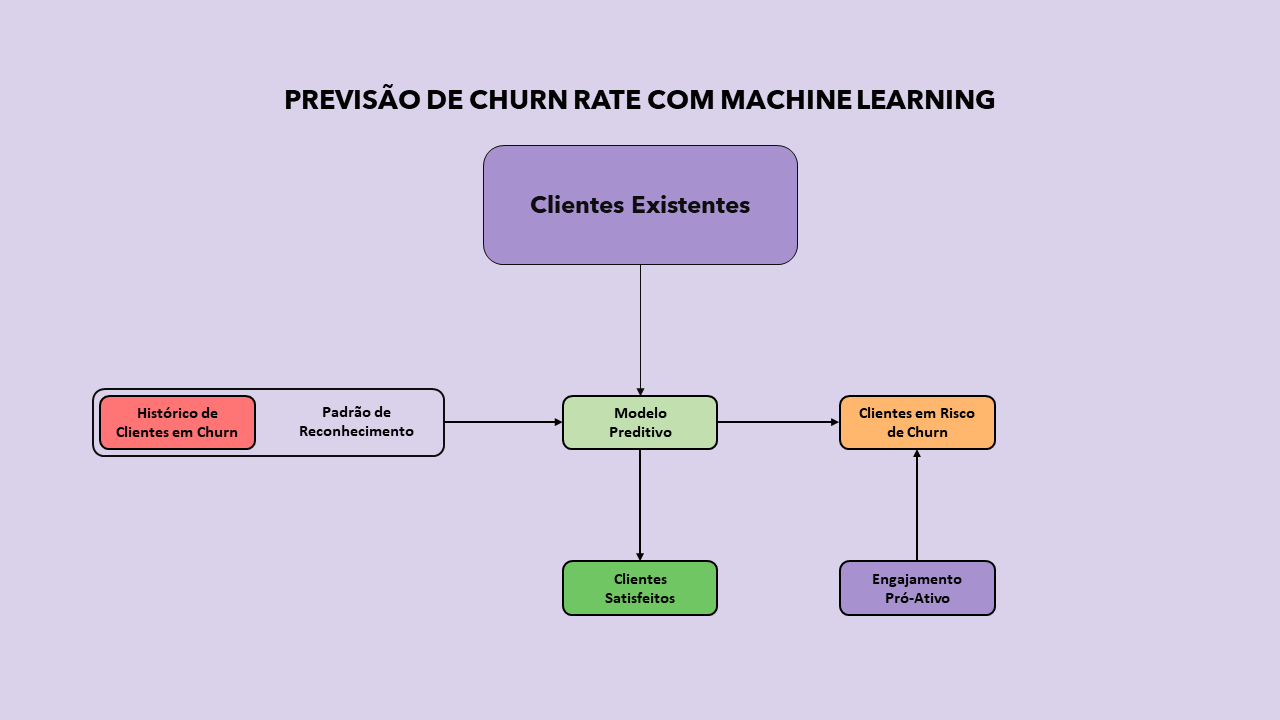 PREVISÃO DE CHURN RATE COM MACHINE LEARNING
Clientes Existentes
Histórico de
Clientes em Churn
Padrão de
Reconhecimento
Modelo
Preditivo
Clientes em Risco
de Churn
Clientes
Satisfeitos
Engajamento
Pró-Ativo